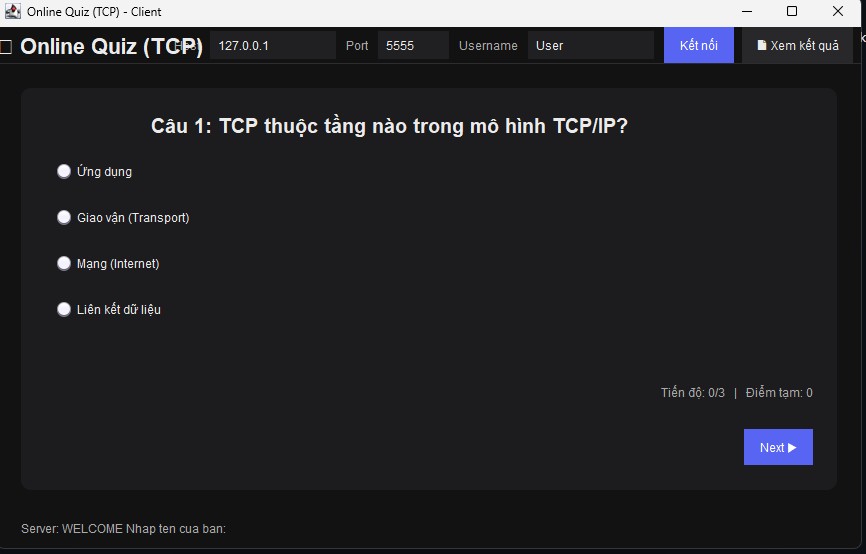 Online Quiz (TCP) - Client
Online Quiz (TCP) Host 127.0.0.1 Port 5555 Username User Kết nối Xem kết quả
Câu 1: TCP thuộc tầng nào trong mô hình TCP/IP?
Ứng dụng
Giao vận (Transport)
Mạng (Internet)
Liên kết dữ liệu
Tiến độ: 0/3 | Điểm tạm: 0
Next ▶
Server: WELCOME Nhap ten cua ban: